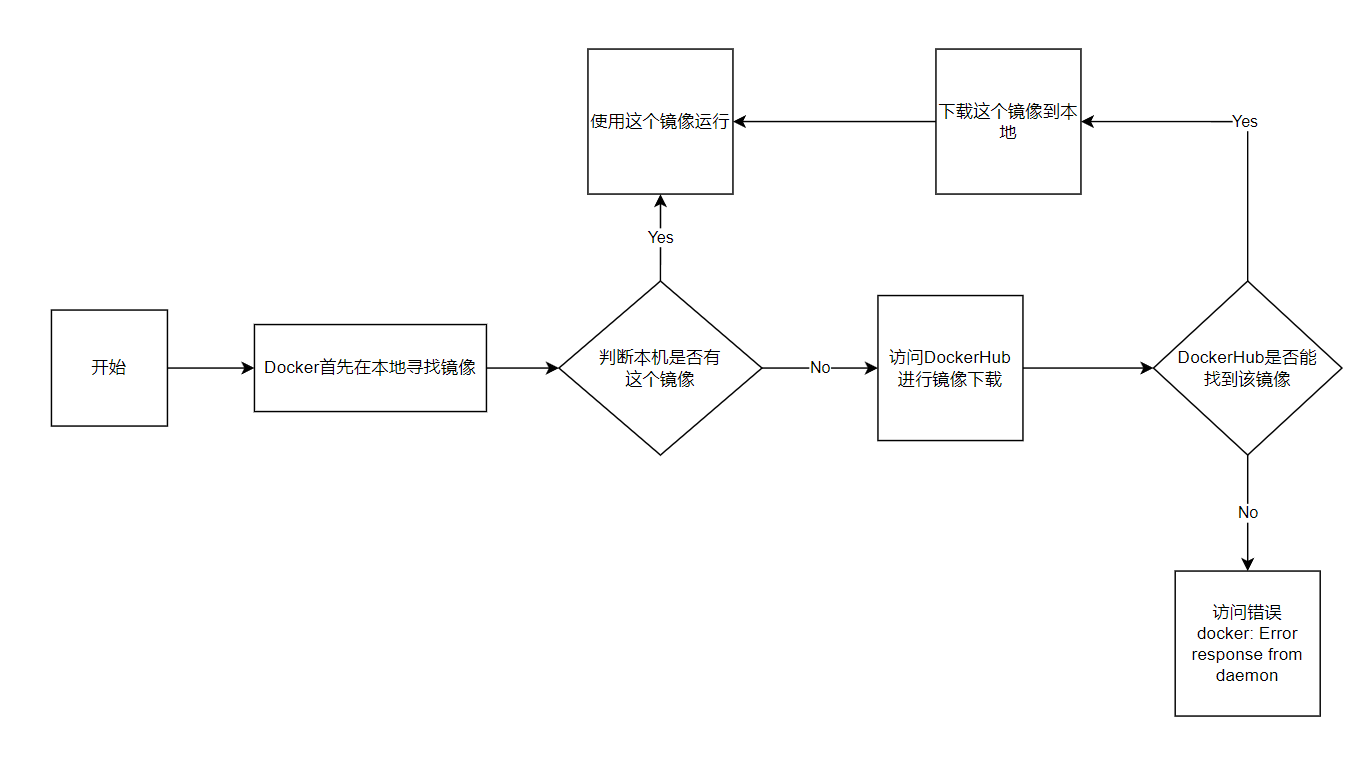 使用这个镜像运行
下载这个镜像到本
地
Yes
Yes
开始
Docker首先在本地寻找镜像
判断本机是否有
这个镜像
No
访问DockerHub
进行镜像下载
DockerHub是否能
找到该镜像
No
访问错误
docker: Error
response from
daemon